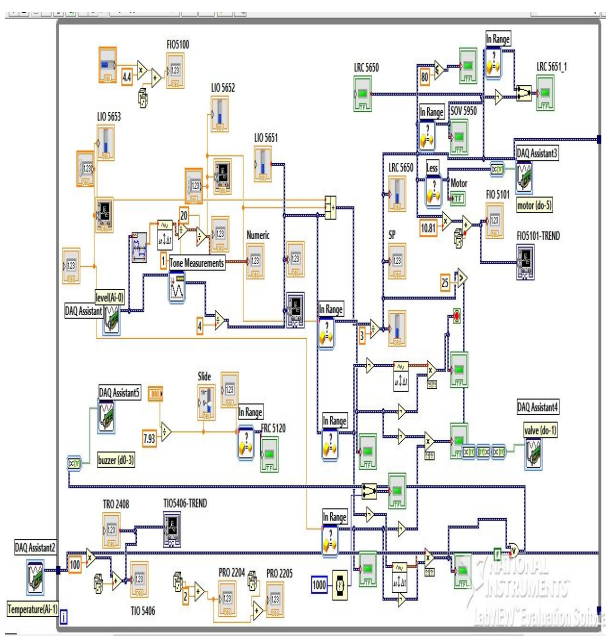 FIO5100
LIO 5652
LIO 5653
LIO 5651
4.4
20
1
Numeric
Tone Measurements
level(Ai-0)
DAQ Assistant
4
DAQ Assistant5
Slide
In Range
7.93
FRC 5120
buzzer (d0-3)
TRO 2408
TIO5406-TREND
DAQ Assistant2
100
Temperature(Ai-1)
TIO 5406
2
PRO 2204
PRO 2205
1000
In Range
In Range
In Range
3
LRC 5650
80
In Range
LRC 5651_1
In Range
SOV 5950
Less
DAQ Assistant3
LRC 5650
Motor
TF
motor (do-5)
FIO 5101
10.81
FIO5101-TREND
SP
25
DAQ Assistant4
valve (do-1)
NATIONAL
INSTRUMENTS
LabVIEW Evaluation Software